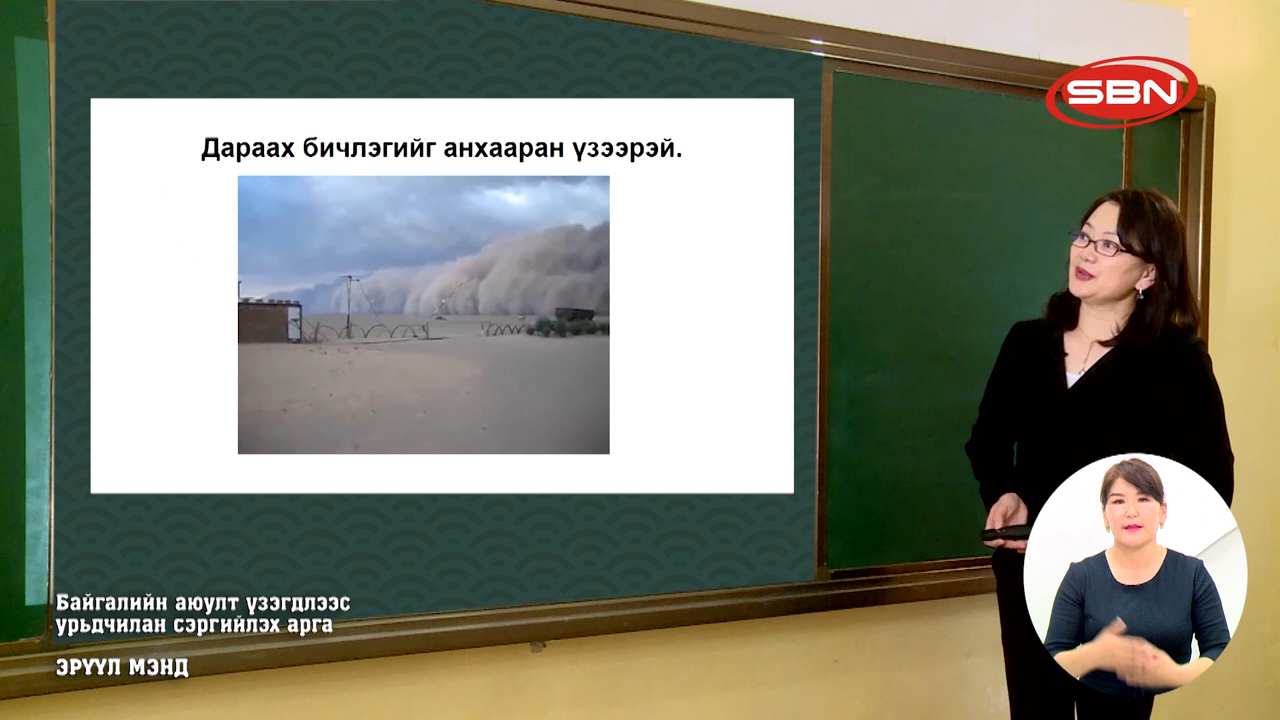 Дараах бичлэгийг анхааран үзээрэй.
SBN
Байгалийн аюулт үзэгдлээс
урьдчилан сэргийлэх арга
ЭРҮҮЛ МЭНД